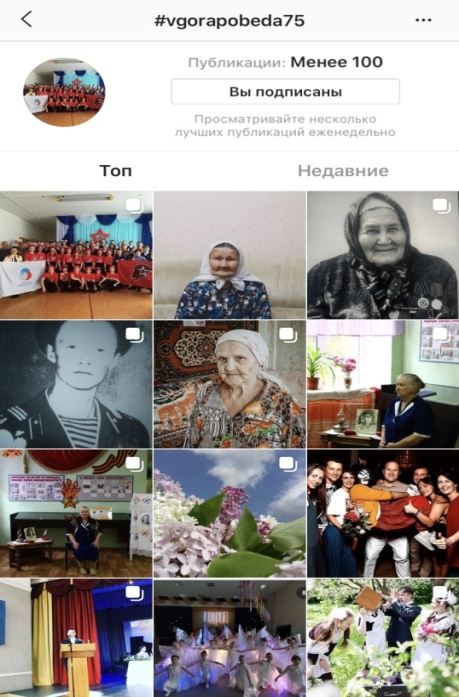 #vgorapobeda75
Публикации: Менее 100
Вы подписаны
Просматривайте несколько
лучших публикаций еженедельно
Топ
Недавние